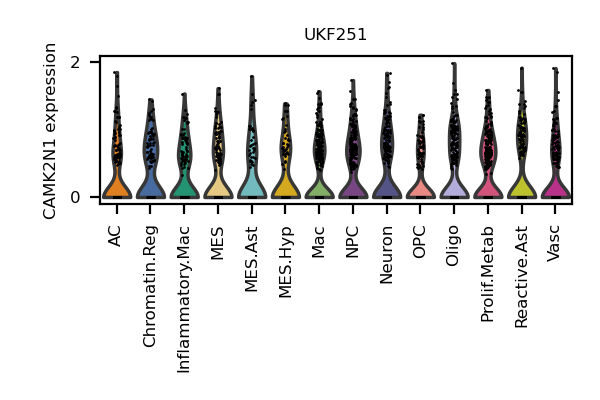 UKF251
CAMK2N1 expression
2
0
AC
Chromatin.Reg
Inflammatory.Mac
MES
MES.Ast
MES.Hyp
Mac
NPC
Neuron
OPC
Oligo
Prolif.Metab
Reactive.Ast
Vasc